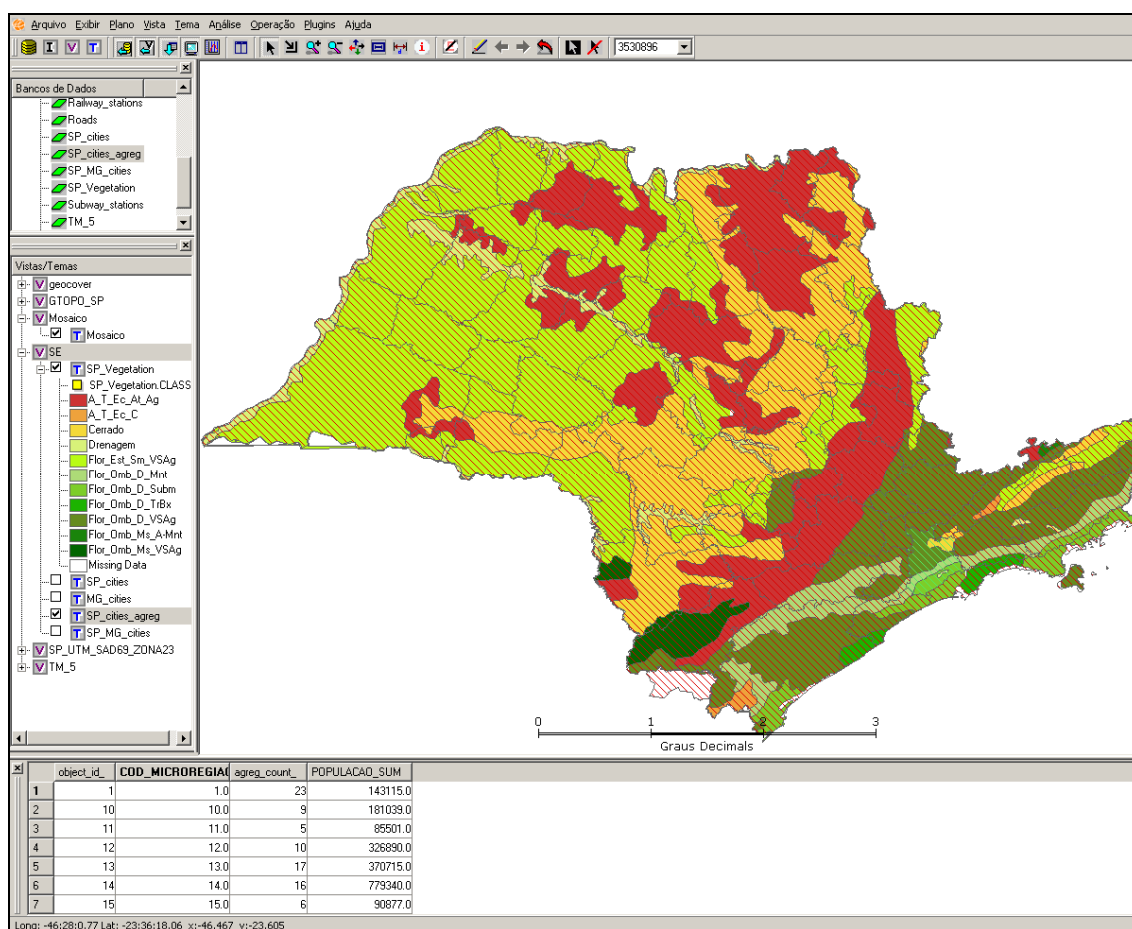 Arquivo Exibir Plano Vista Tema Análise Operação Plugins Ajuda
I V T 3530896
Bancos de Dados
Railway_stations
Roads
SP_cities
SP_cities_agreg
SP_MG_cities
SP_Vegetation
Subway_stations
TM_5
Vistas/Temas
V geocover
V GTOPO_SP
V Mosaico
T Mosaico
V SE
T SP_Vegetation
SP_Vegetation.CLASS
A_T_Ec_At_Ag
A_T_Ec_C
Cerrado
Drenagem
Flor_Est_Sm_VSAg
Flor_Omb_D_Mnt
Flor_Omb_D_Subm
Flor_Omb_D_TrBx
Flor_Omb_D_VSAg
Flor_Omb_Ms_A-Mnt
Flor_Omb_Ms_VSAg
Missing Data
T SP_cities
T MG_cities
T SP_cities_agreg
T SP_MG_cities
V SP_UTM_SAD69_ZONA23
V TM_5
0 1 2 3
Graus Decimals
object_id_ COD_MICROREGIAO agreg_count_ POPULACAO_SUM
1 1 1.0 23 143115.0
2 10 10.0 9 181039.0
3 11 11.0 5 85501.0
4 12 12.0 10 326890.0
5 13 13.0 17 370715.0
6 14 14.0 16 779340.0
7 15 15.0 6 90877.0
Long: -46:28:0.77 Lat: -23:36:18.06 x:-46.467 y:-23.605